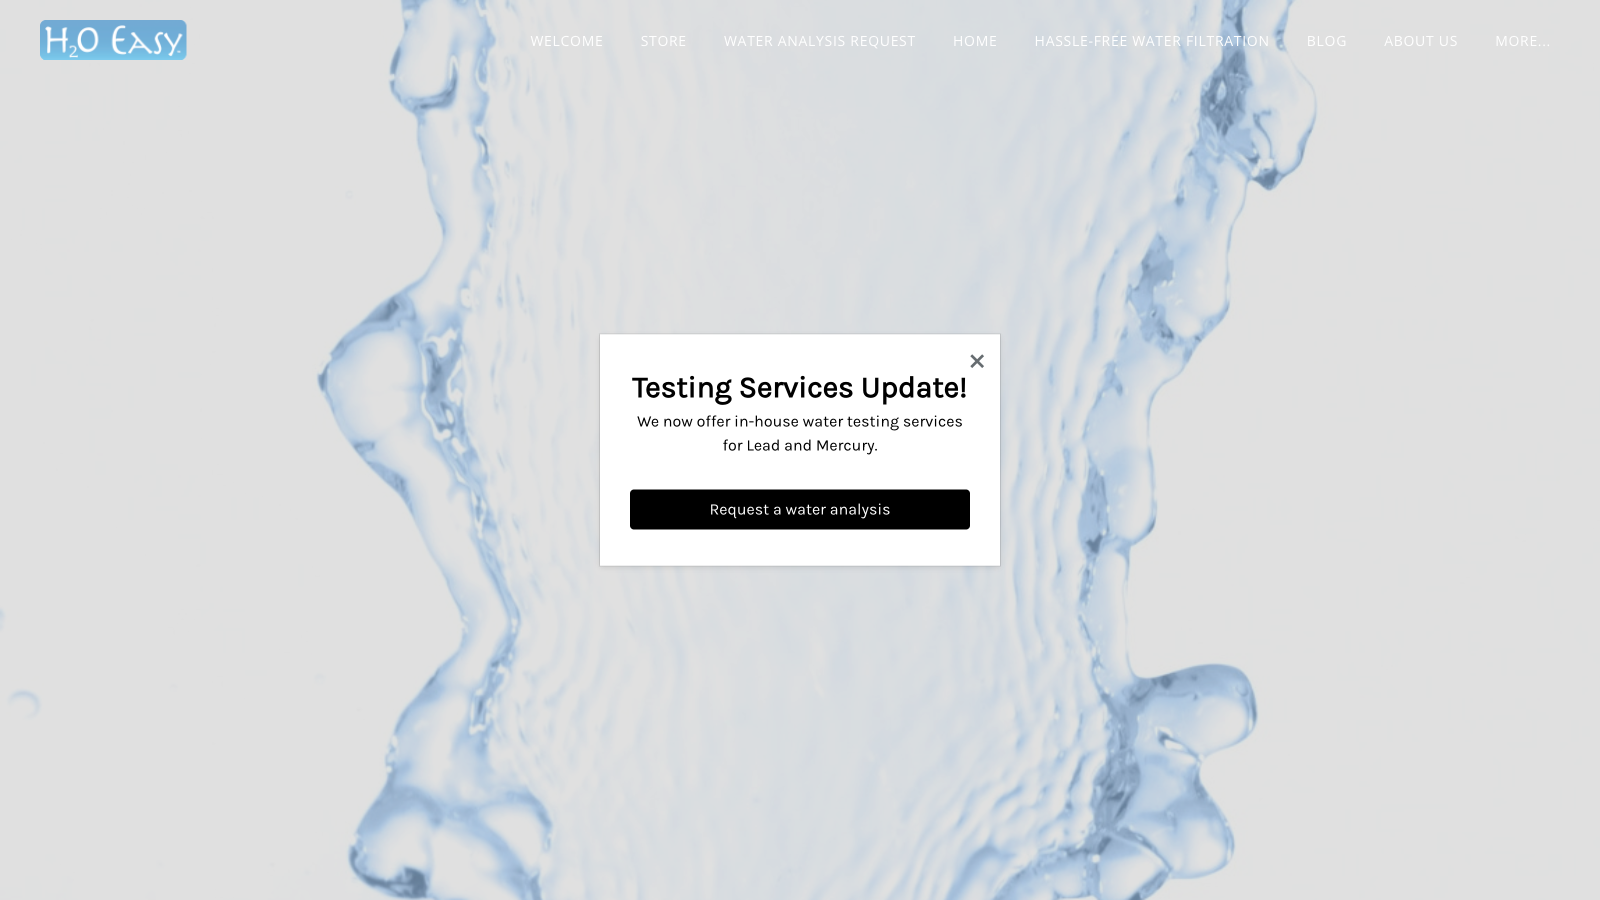 H2O Easy
WELCOME STORE WATER ANALYSIS REQUEST HOME HASSLE-FREE WATER FILTRATION BLOG ABOUT US MORE...
Testing Services Update!
We now offer in-house water testing services
for Lead and Mercury.
Request a water analysis